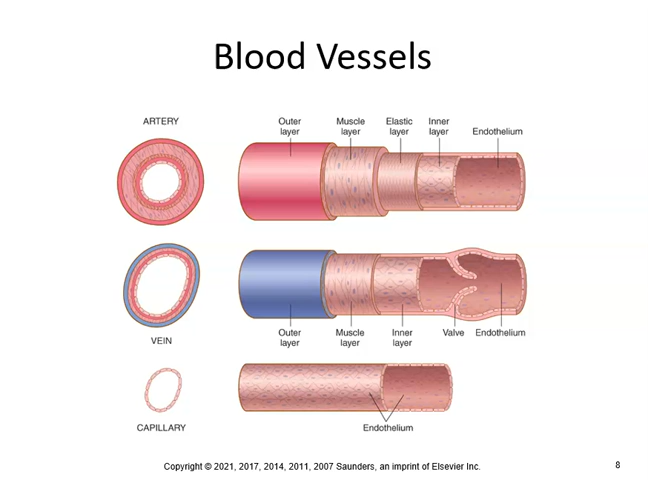 Blood Vessels
ARTERY
Outer
layer
Muscle
layer
Elastic
layer
Inner
layer
Endothelium
VEIN
Outer
layer
Muscle
layer
Inner
layer
Valve
Endothelium
CAPILLARY
Endothelium
Copyright © 2021, 2017, 2014, 2011, 2007 Saunders, an imprint of Elsevier Inc.
8